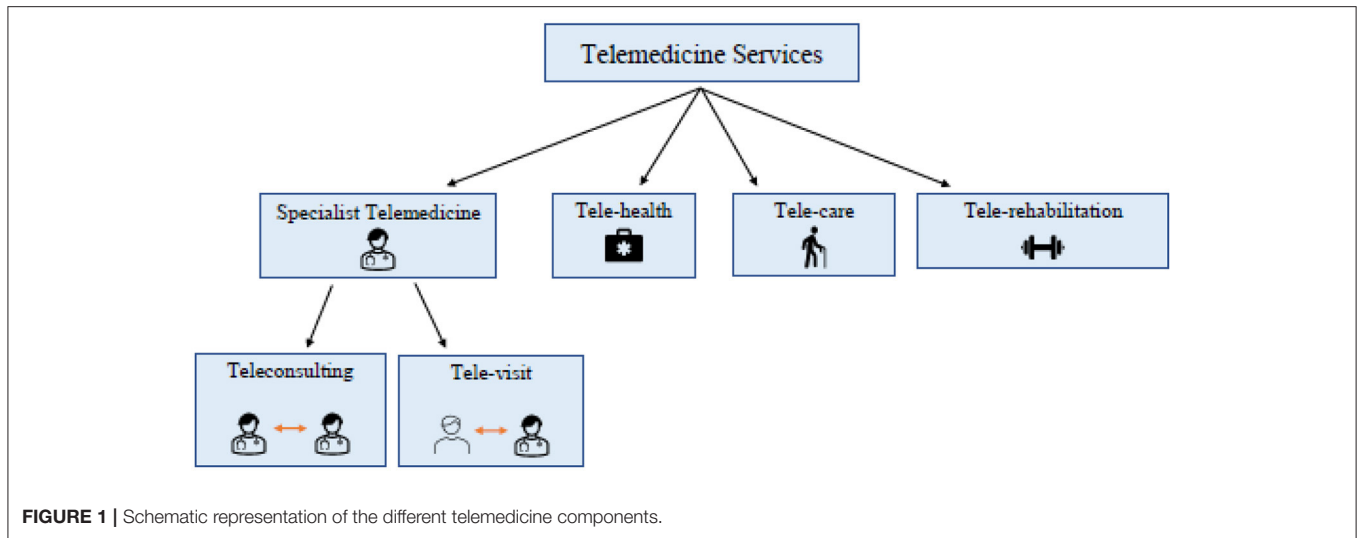 Telemedicine Services
Specialist Telemedicine
Tele-health
Tele-care
Tele-rehabilitation
Teleconsulting
Tele-visit
FIGURE 1 | Schematic representation of the different telemedicine components.